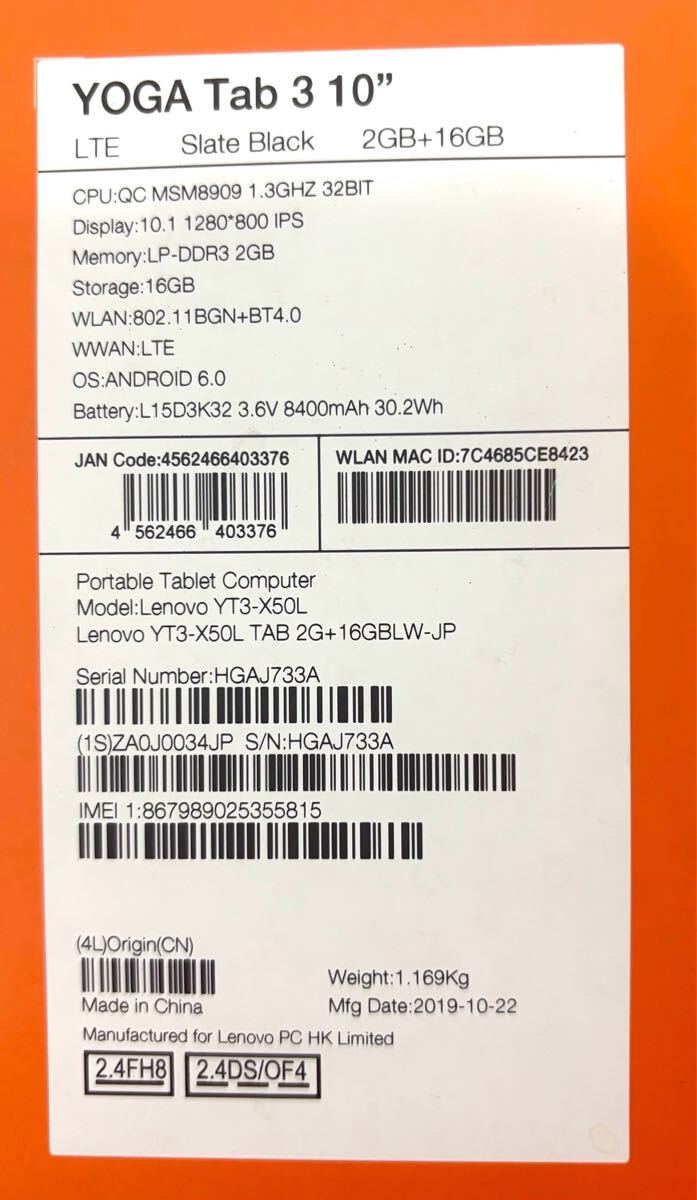 YOGA Tab 3 10”
LTE Slate Black 2GB+16GB
CPU:QC MSM8909 1.3GHZ 32BIT
Display:10.1 1280*800 IPS
Memory:LP-DDR3 2GB
Storage:16GB
WLAN:802.11BGN+BT4.0
WWAN:LTE
OS:ANDROID 6.0
Battery:L15D3K32 3.6V 8400mAh 30.2Wh
JAN Code:4562466403376
4 562466 403376
WLAN MAC ID:7C4685CE8423
Portable Tablet Computer
Model:Lenovo YT3-X50L
Lenovo YT3-X50L TAB 2G+16GBLW-JP
Serial Number:HGAJ733A
(1S)ZA0J0034JP S/N:HGAJ733A
IMEI 1:867989025355815
(4L)Origin(CN)
Made in China
Weight:1.169Kg
Mfg Date:2019-10-22
Manufactured for Lenovo PC HK Limited
2.4FH8 2.4DS/OF4